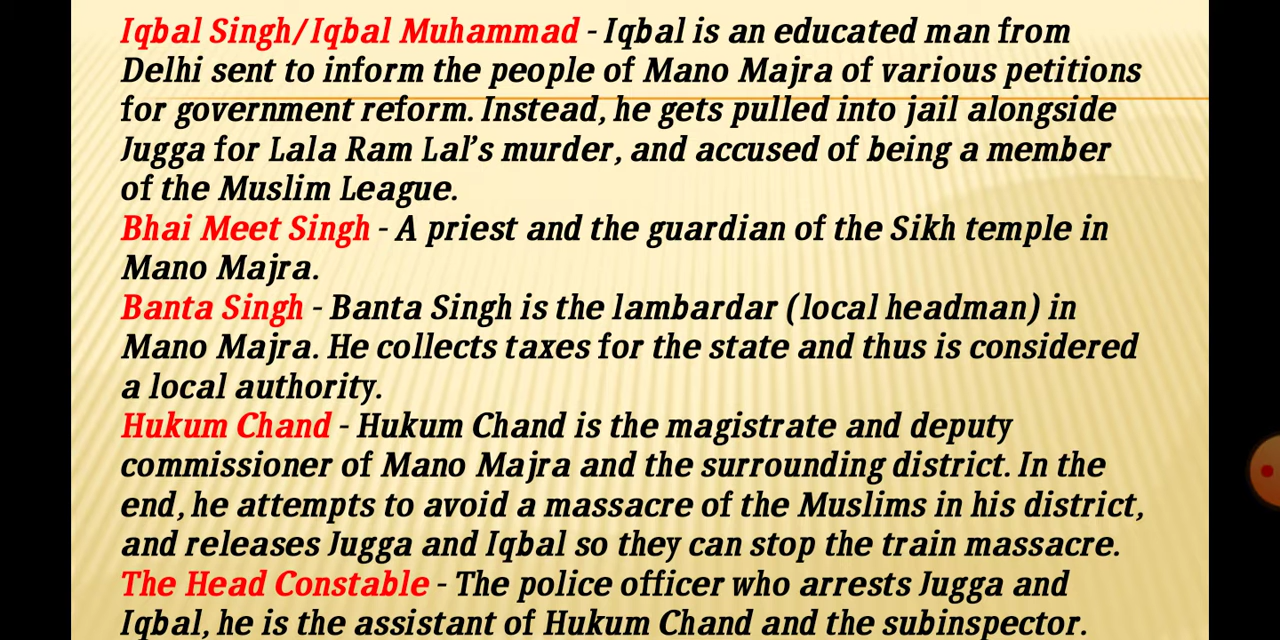 Iqbal Singh/Iqbal Muhammad - Iqbal is an educated man from
Delhi sent to inform the people of Mano Majra of various petitions
for government reform. Instead, he gets pulled into jail alongside
Jugga for Lala Ram Lal’s murder, and accused of being a member
of the Muslim League.
Bhai Meet Singh - A priest and the guardian of the Sikh temple in
Mano Majra.
Banta Singh - Banta Singh is the lambardar (local headman) in
Mano Majra. He collects taxes for the state and thus is considered
a local authority.
Hukum Chand - Hukum Chand is the magistrate and deputy
commissioner of Mano Majra and the surrounding district. In the
end, he attempts to avoid a massacre of the Muslims in his district,
and releases Jugga and Iqbal so they can stop the train massacre.
The Head Constable - The police officer who arrests Jugga and
Iqbal, he is the assistant of Hukum Chand and the subinspector.